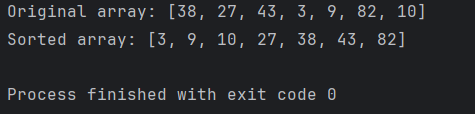 Original array: [38, 27, 43, 3, 9, 82, 10]
Sorted array: [3, 9, 10, 27, 38, 43, 82]
Process finished with exit code 0